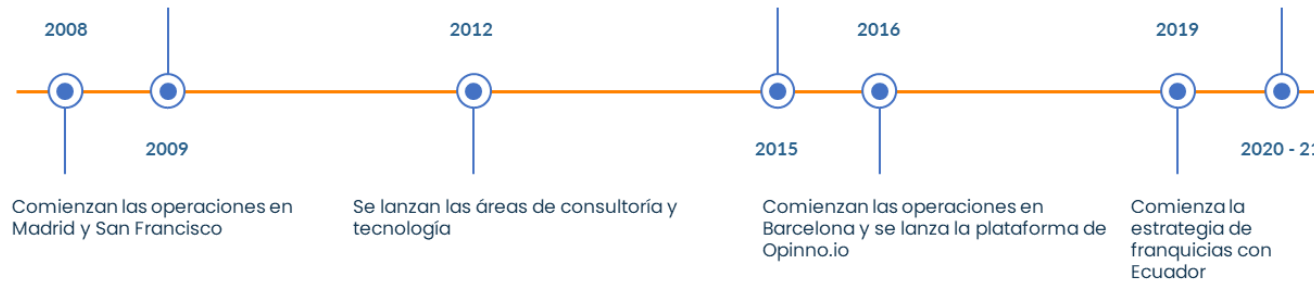 2008
2012
2016
2019
2009
2015
2020 - 21
Comienzan las operaciones en
Madrid y San Francisco
Se lanzan las áreas de consultoría y
tecnología
Comienzan las operaciones en
Barcelona y se lanza la plataforma de
Opinno.io
Comienza la
estrategia de
franquicias con
Ecuador